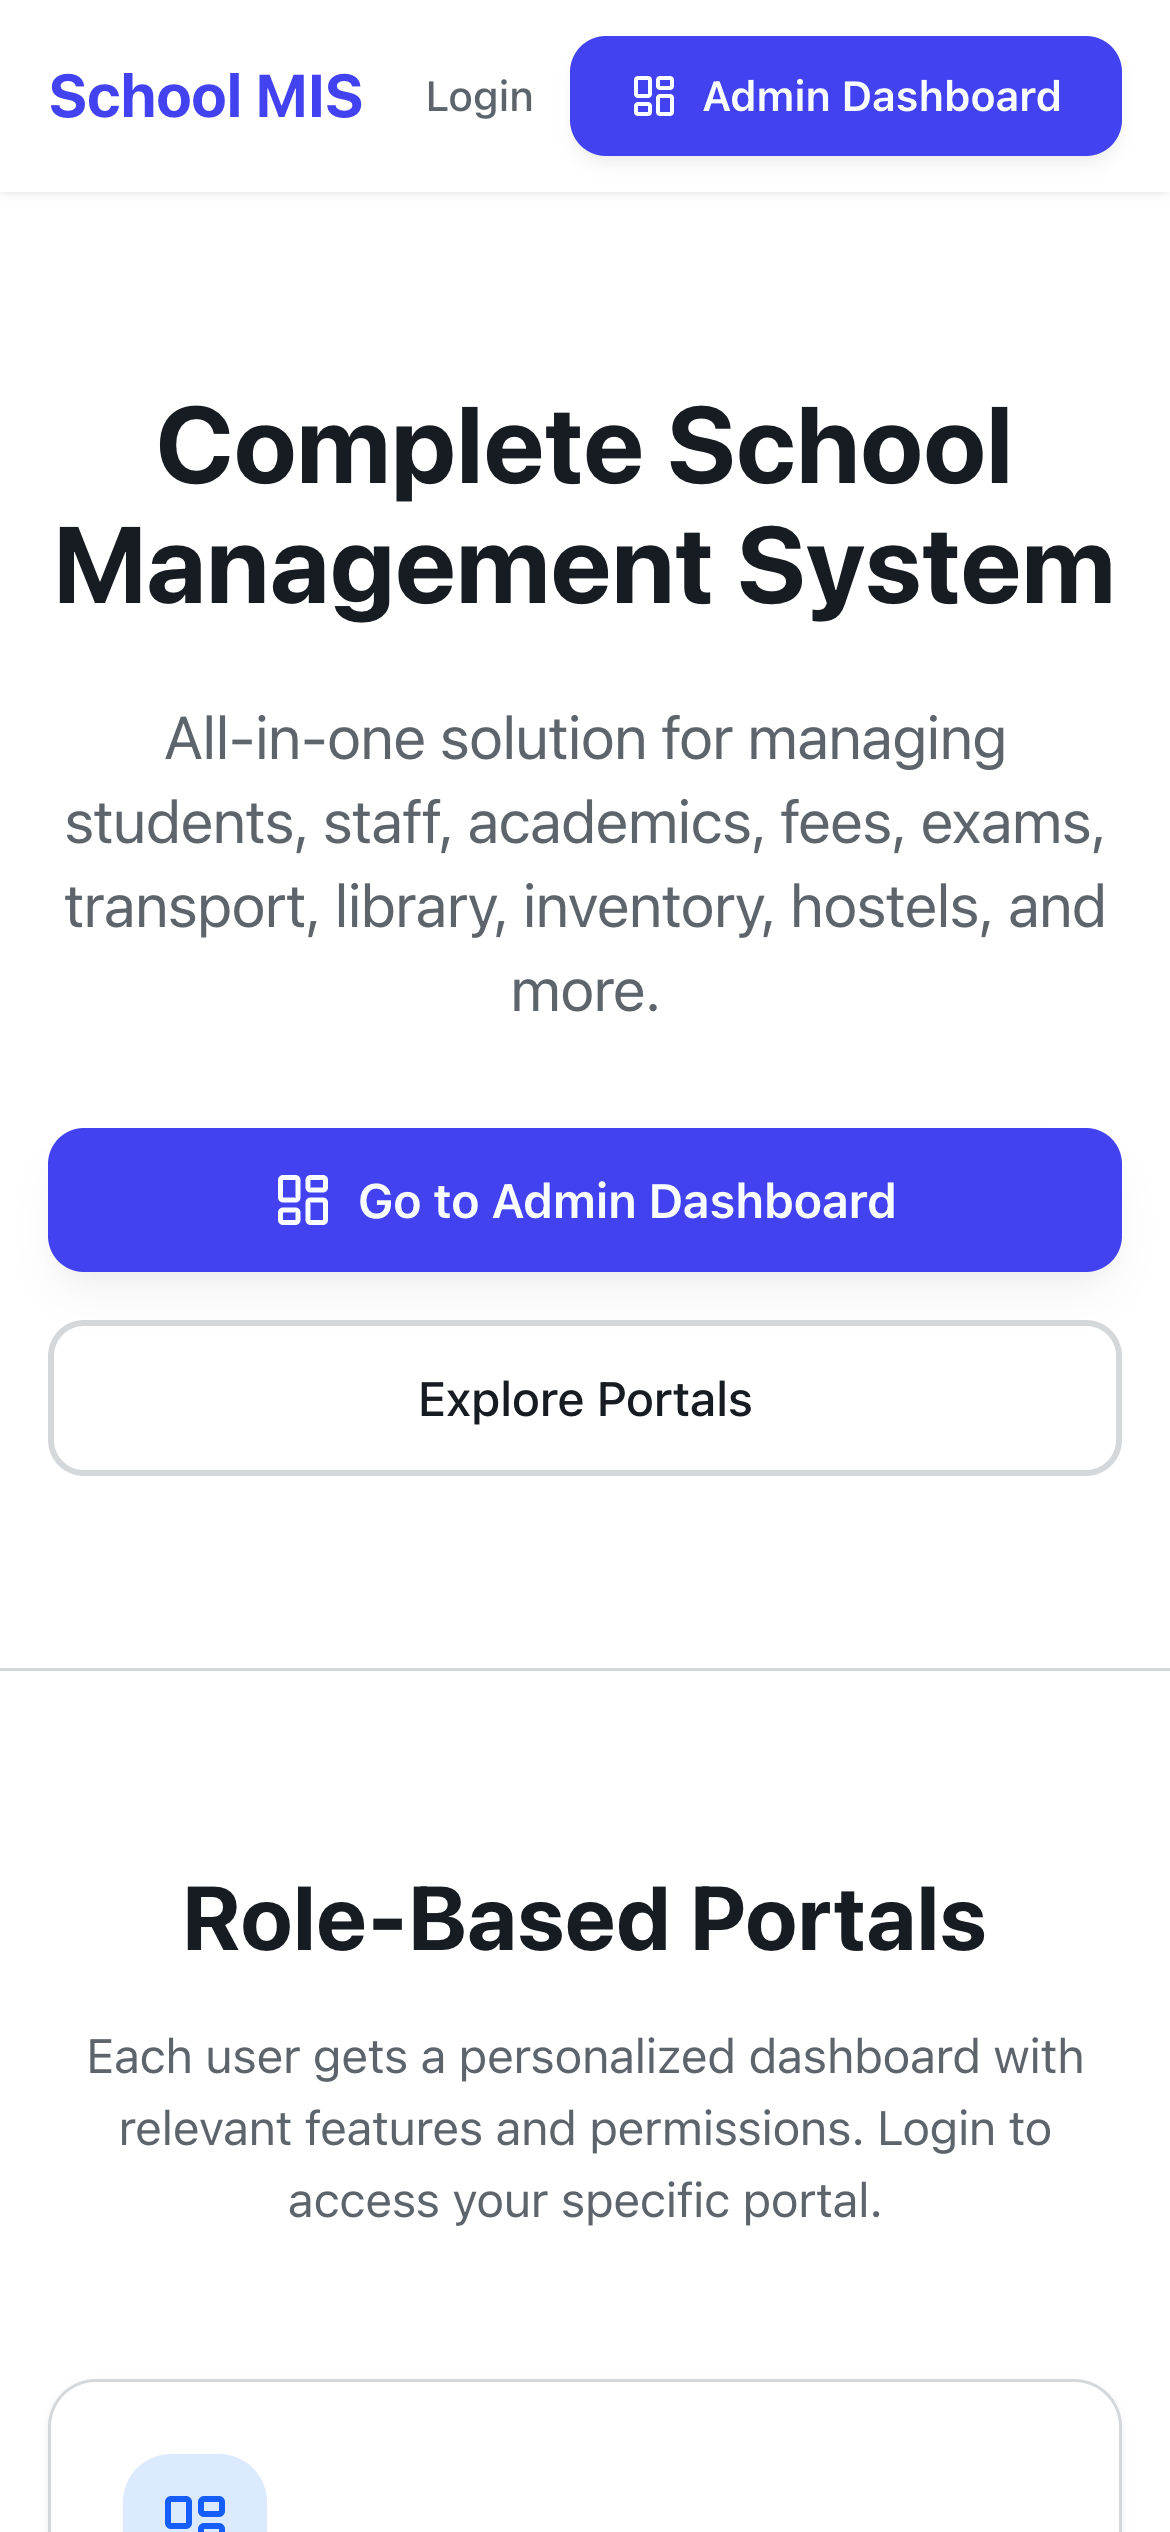 School MIS
Login
Admin Dashboard
Complete School
Management System
All-in-one solution for managing
students, staff, academics, fees, exams,
transport, library, inventory, hostels, and
more.
Go to Admin Dashboard
Explore Portals
Role-Based Portals
Each user gets a personalized dashboard with
relevant features and permissions. Login to
access your specific portal.